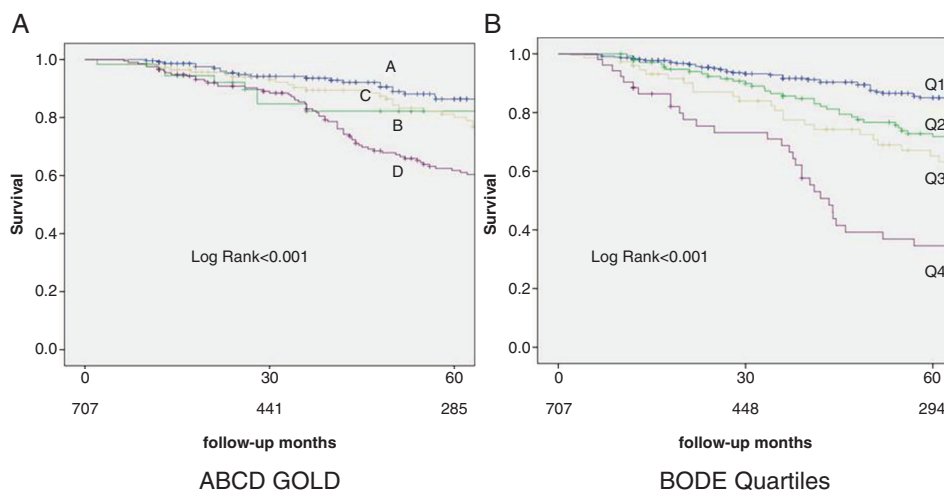 A
1.0
0.8
0.6
0.4
0.2
0.0
Survival
A
C
B
D
Log Rank<0.001
0
30
60
707
441
285
follow-up months
ABCD GOLD
B
1.0
0.8
0.6
0.4
0.2
0.0
Survival
Q1
Q2
Q3
Q4
Log Rank<0.001
0
30
60
707
448
294
follow-up months
BODE Quartiles